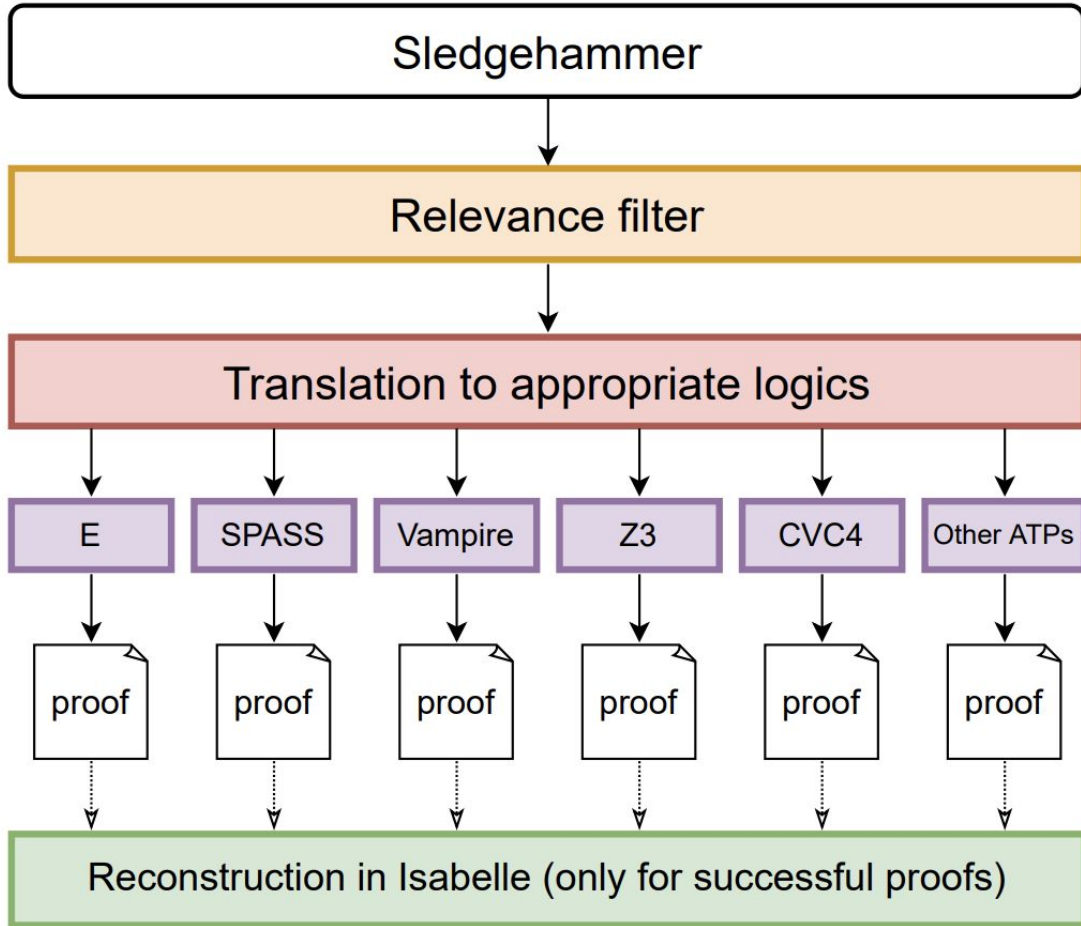 Sledgehammer
Relevance filter
Translation to appropriate logics
E
SPASS
Vampire
Z3
CVC4
Other ATPs
proof
proof
proof
proof
proof
proof
Reconstruction in Isabelle (only for successful proofs)